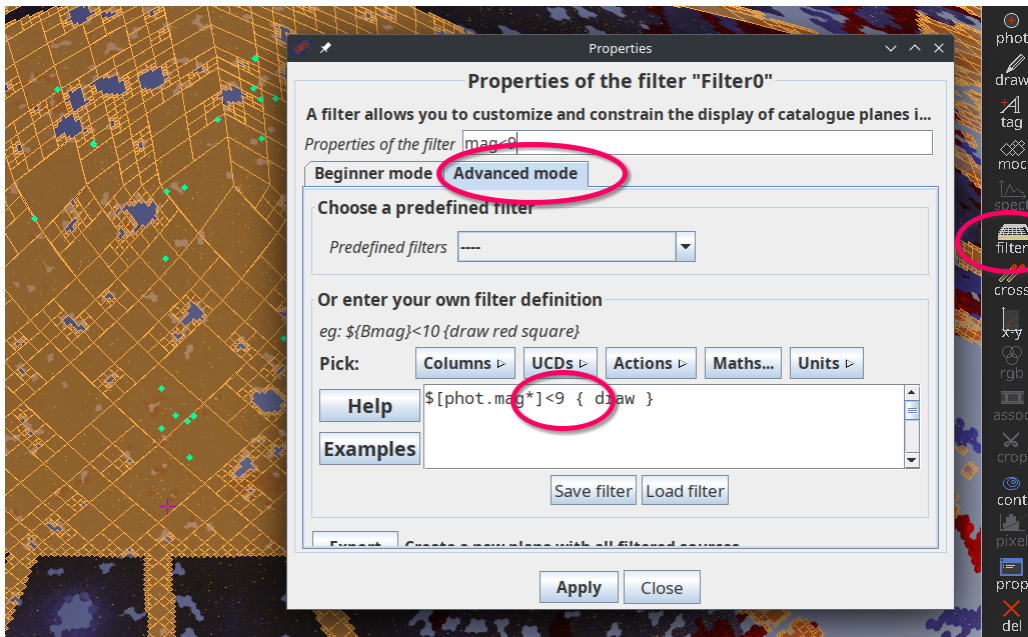 Properties
Properties of the filter "Filter0"
A filter allows you to customize and constrain the display of catalogue planes i...
Properties of the filter mag<9
Beginner mode Advanced mode
Choose a predefined filter
Predefined filters ----
Or enter your own filter definition
eg: ${Bmag}<10 {draw red square}
Pick: Columns ▷ UCDs ▷ Actions ▷ Maths... Units ▷
Help $[phot.mag*]<9 { draw }
Examples
Save filter Load filter
Export Create a new plane with all filtered sources
Apply Close
phot
draw
tag
moc
spect
filter
cross
x-y
rgb
assoc
crop
cont
pixel
prop
del